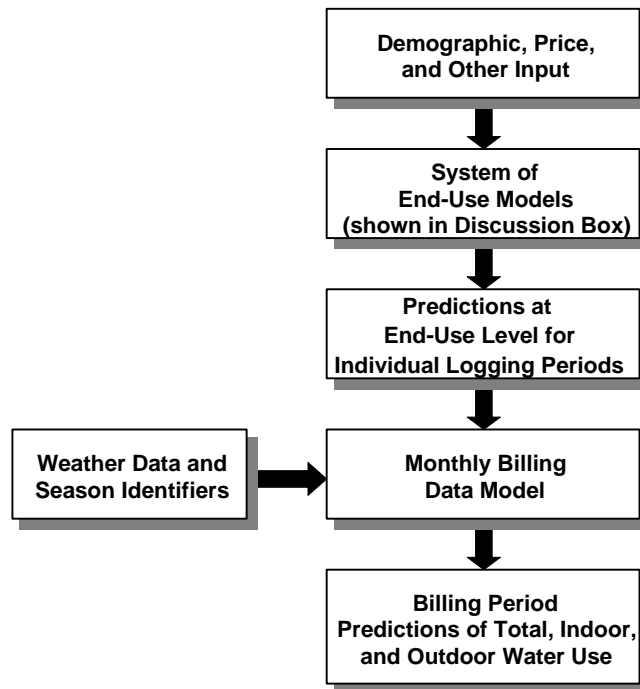 Demographic, Price,
and Other Input
System of
End-Use Models
(shown in Discussion Box)
Predictions at
End-Use Level for
Individual Logging Periods
Weather Data and
Season Identifiers
Monthly Billing
Data Model
Billing Period
Predictions of Total, Indoor,
and Outdoor Water Use